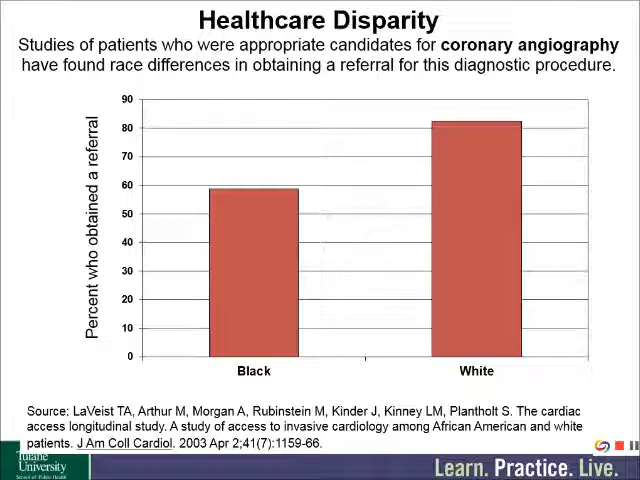 Healthcare Disparity
Studies of patients who were appropriate candidates for coronary angiography
have found race differences in obtaining a referral for this diagnostic procedure.
Percent who obtained a referral
90
80
70
60
50
40
30
20
10
0
Black
White
Source: LaVeist TA, Arthur M, Morgan A, Rubinstein M, Kinder J, Kinney LM, Plantholt S. The cardiac
access longitudinal study. A study of access to invasive cardiology among African American and white
patients. J Am Coll Cardiol. 2003 Apr 2;41(7):1159-66.
Tulane
University
School of Public Health
Learn. Practice. Live.